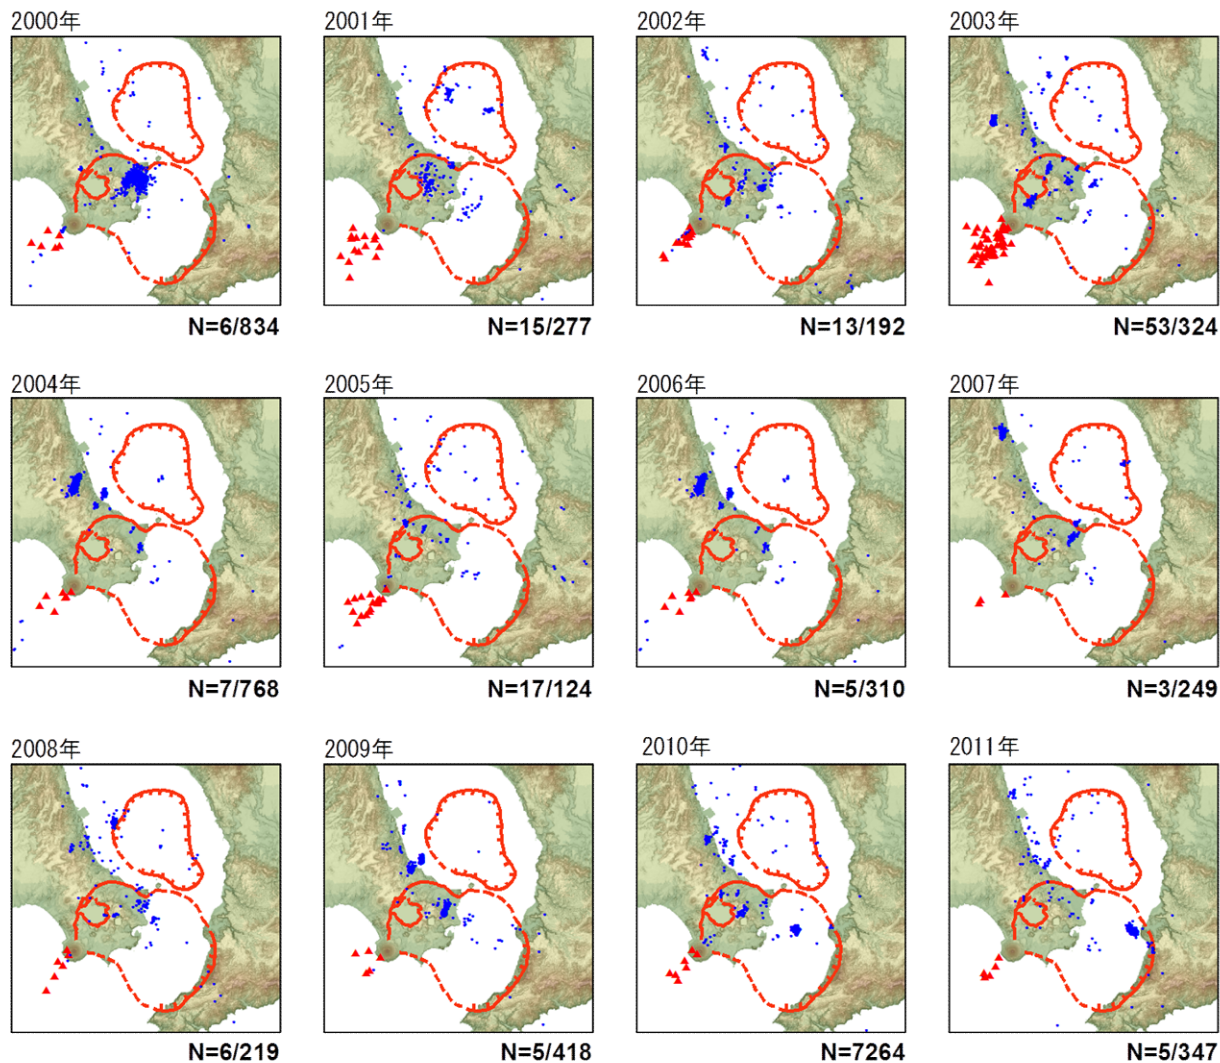 2000年
2001年
2002年
2003年
N=6/834
N=15/277
N=13/192
N=53/324
2004年
2005年
2006年
2007年
N=7/768
N=17/124
N=5/310
N=3/249
2008年
2009年
2010年
2011年
N=6/219
N=5/418
N=7264
N=5/347